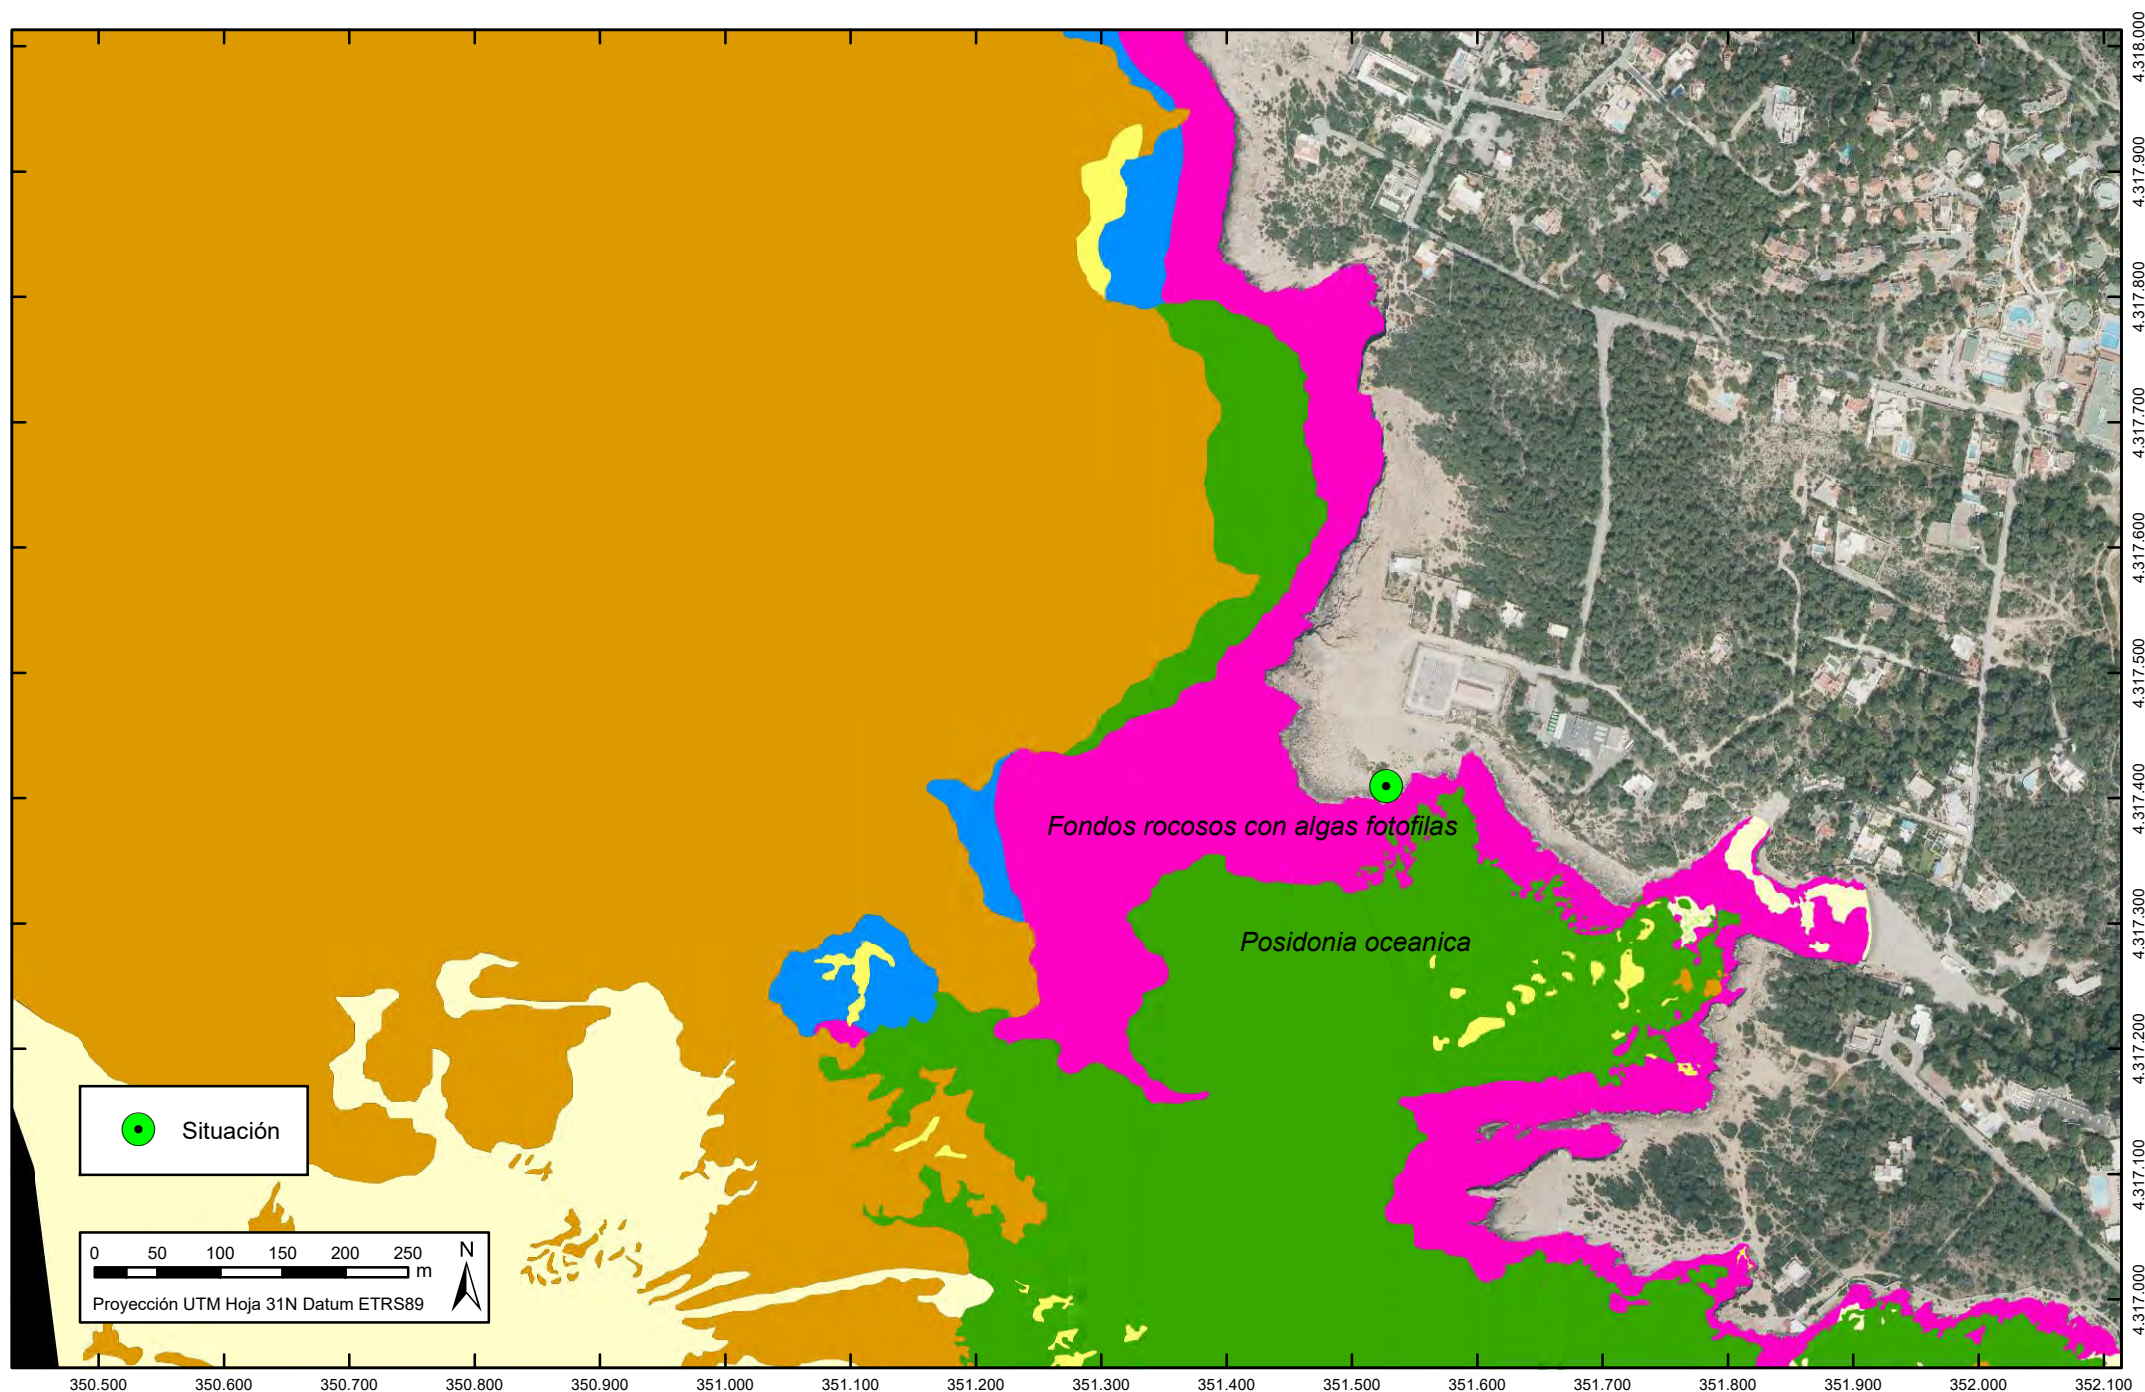 4.318.000
4.317.900
4.317.800
4.317.700
4.317.600
4.317.500
4.317.400
4.317.300
4.317.200
4.317.100
4.317.000
Fondos rocosos con algas fotofilas
Posidonia oceanica
Situación
0 50 100 150 200 250 m
N
Proyección UTM Hoja 31N Datum ETRS89
350.500 350.600 350.700 350.800 350.900 351.000 351.100 351.200 351.300 351.400 351.500 351.600 351.700 351.800 351.900 352.000 352.100